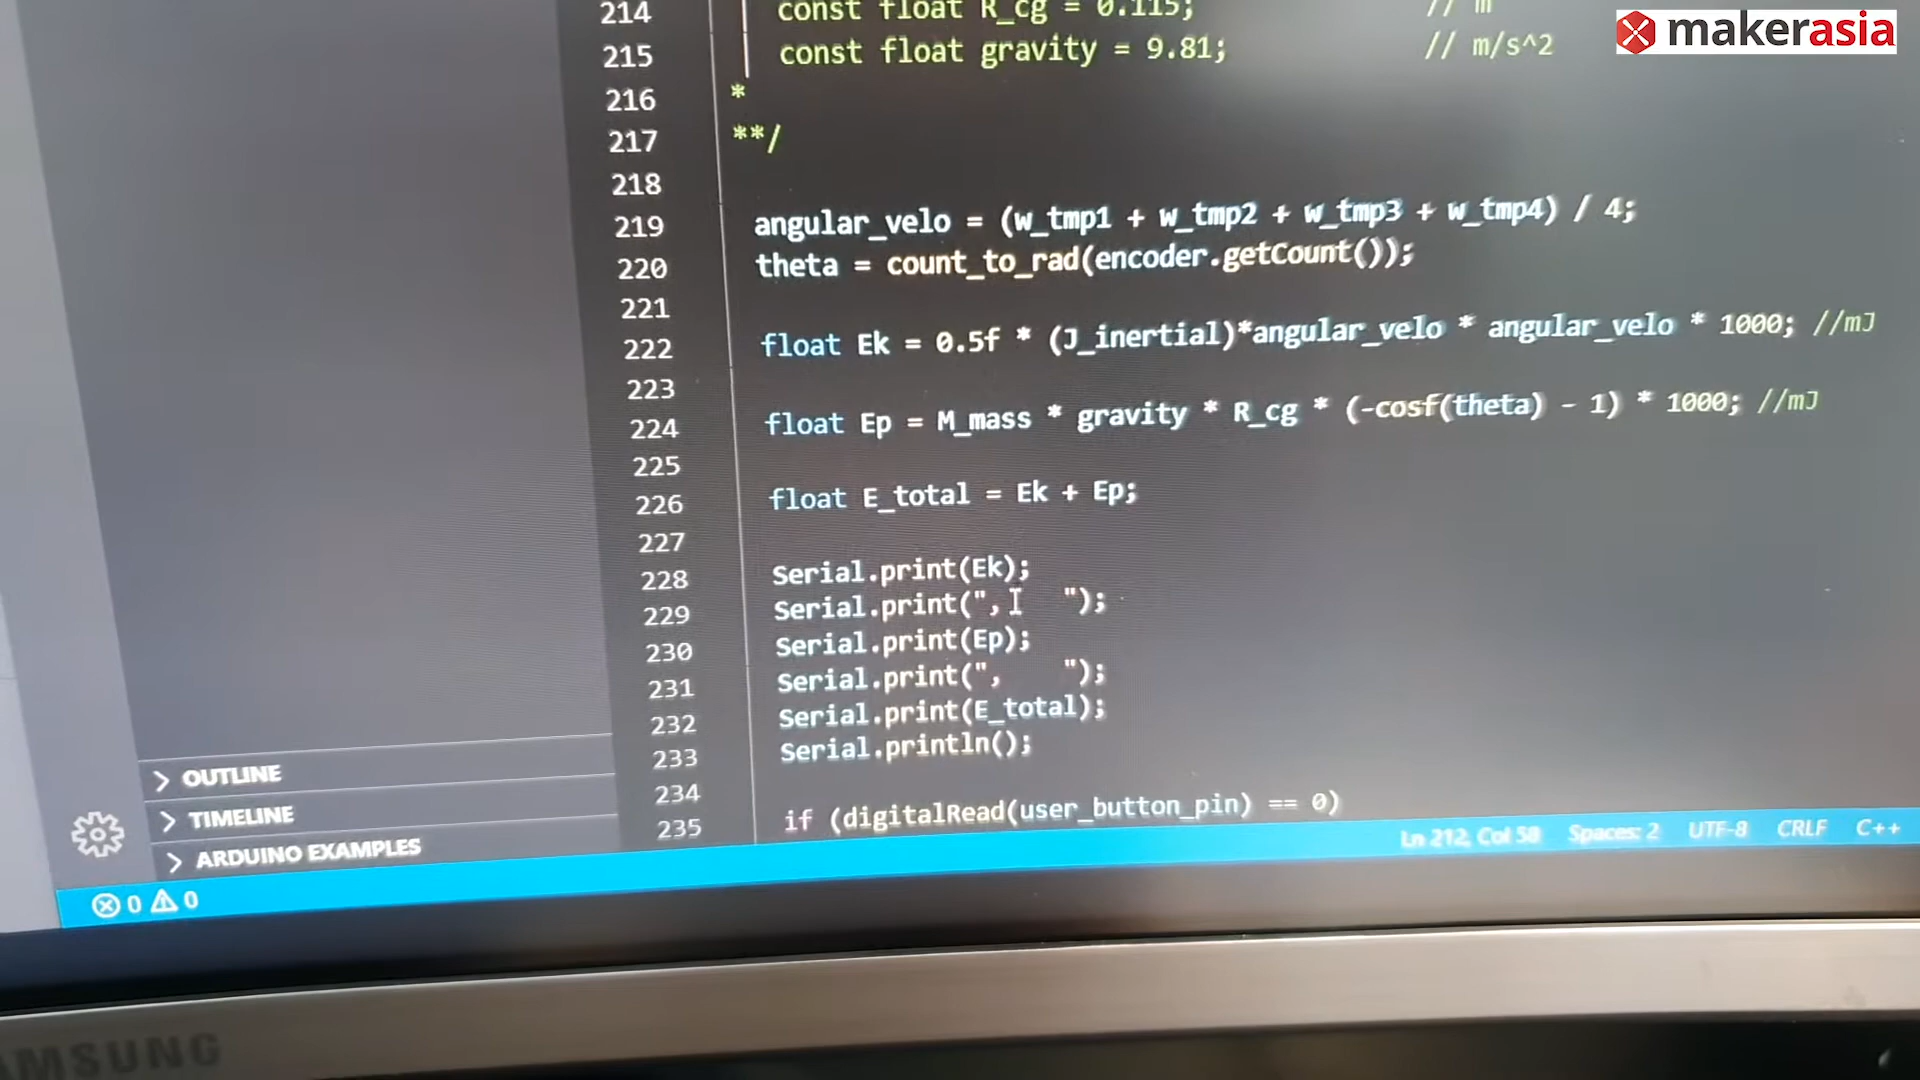 214 const float R_cg = 0.115; // m
215 const float gravity = 9.81; // m/s^2
216 *
217 **/
218
219 angular_velo = (w_tmp1 + w_tmp2 + w_tmp3 + w_tmp4) / 4;
220 theta = count_to_rad(encoder.getCount());
221
222 float Ek = 0.5f * (J_inertial)*angular_velo * angular_velo * 1000; //mJ
223
224 float Ep = M_mass * gravity * R_cg * (-cosf(theta) - 1) * 1000; //mJ
225
226 float E_total = Ek + Ep;
227
228 Serial.print(Ek);
229 Serial.print(",   ");
230 Serial.print(Ep);
231 Serial.print(",   ");
232 Serial.print(E_total);
233 Serial.println();
234
235 if (digitalRead(user_button_pin) == 0)
makerasia
OUTLINE
TIMELINE
ARDUINO EXAMPLES
0 0
Ln 212, Col 58 Spaces: 2 UTF-8 CRLF C++
AMSUNG